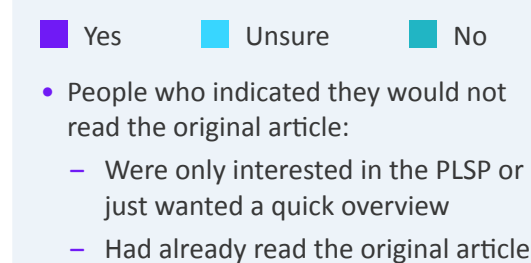 Yes Unsure No
• People who indicated they would not
read the original article:
– Were only interested in the PLSP or
just wanted a quick overview
– Had already read the original article